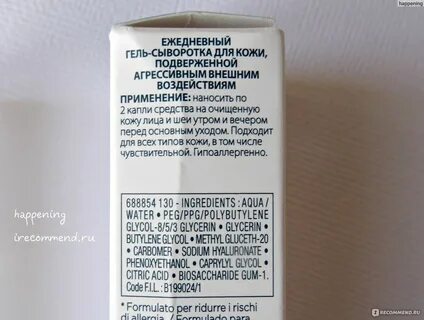 happening
ЕЖЕДНЕВНЫЙ
ГЕЛЬ-СЫВОРОТКА ДЛЯ КОЖИ,
ПОДВЕРЖЕННОЙ
АГРЕССИВНЫМ ВНЕШНИМ
ВОЗДЕЙСТВИЯМ
ПРИМЕНЕНИЕ: наносить по
2 капли средства на очищенную
кожу лица и шеи утром и вечером
перед основным уходом. Подходит
для всех типов кожи, в том числе
чувствительной. Гипоаллергенно.
happening
irecommend.ru
688854 130 - INGREDIENTS : AQUA /
WATER • PEG/PPG/POLYBUTYLENE
GLYCOL-8/5/3 GLYCERIN • GLYCERIN •
BUTYLENE GLYCOL • METHYL GLUCETH-20
• CARBOMER • SODIUM HYALURONATE •
PHENOXYETHANOL • CAPRYLYL GLYCOL •
CITRIC ACID • BIOSACCHARIDE GUM-1.
Code F.I.L. : B199024/1
* Formulato per ridurre i rischi
di allergia. / Formulado para
IRECOMMEND.RU